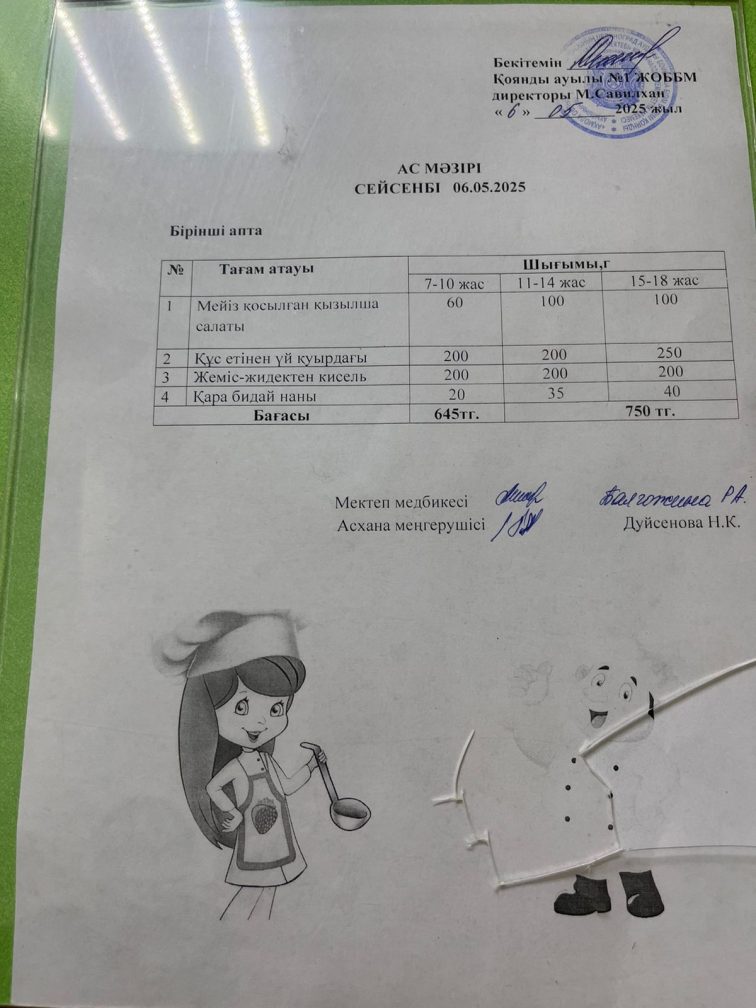 Бекітемін
Қоянды ауылы №1 ЖОББМ
директоры М.Савилхан
« 6 » 05 2025 жыл
АС МӘЗІРІ
СЕЙСЕНБІ 06.05.2025
Бірінші апта
№ Тағам атауы Шығымы,г
7-10 жас 11-14 жас 15-18 жас
1 Мейіз қосылған қызылша 60 100 100
салаты
2 Құс етінен үй қуырдағы 200 200 250
3 Жеміс-жидектен кисель 200 200 200
4 Қара бидай наны 20 35 40
Бағасы 645тг. 750 тг.
Мектеп медбикесі Балгожина Р А.
Асхана меңгерушісі Дуйсенова Н.К.